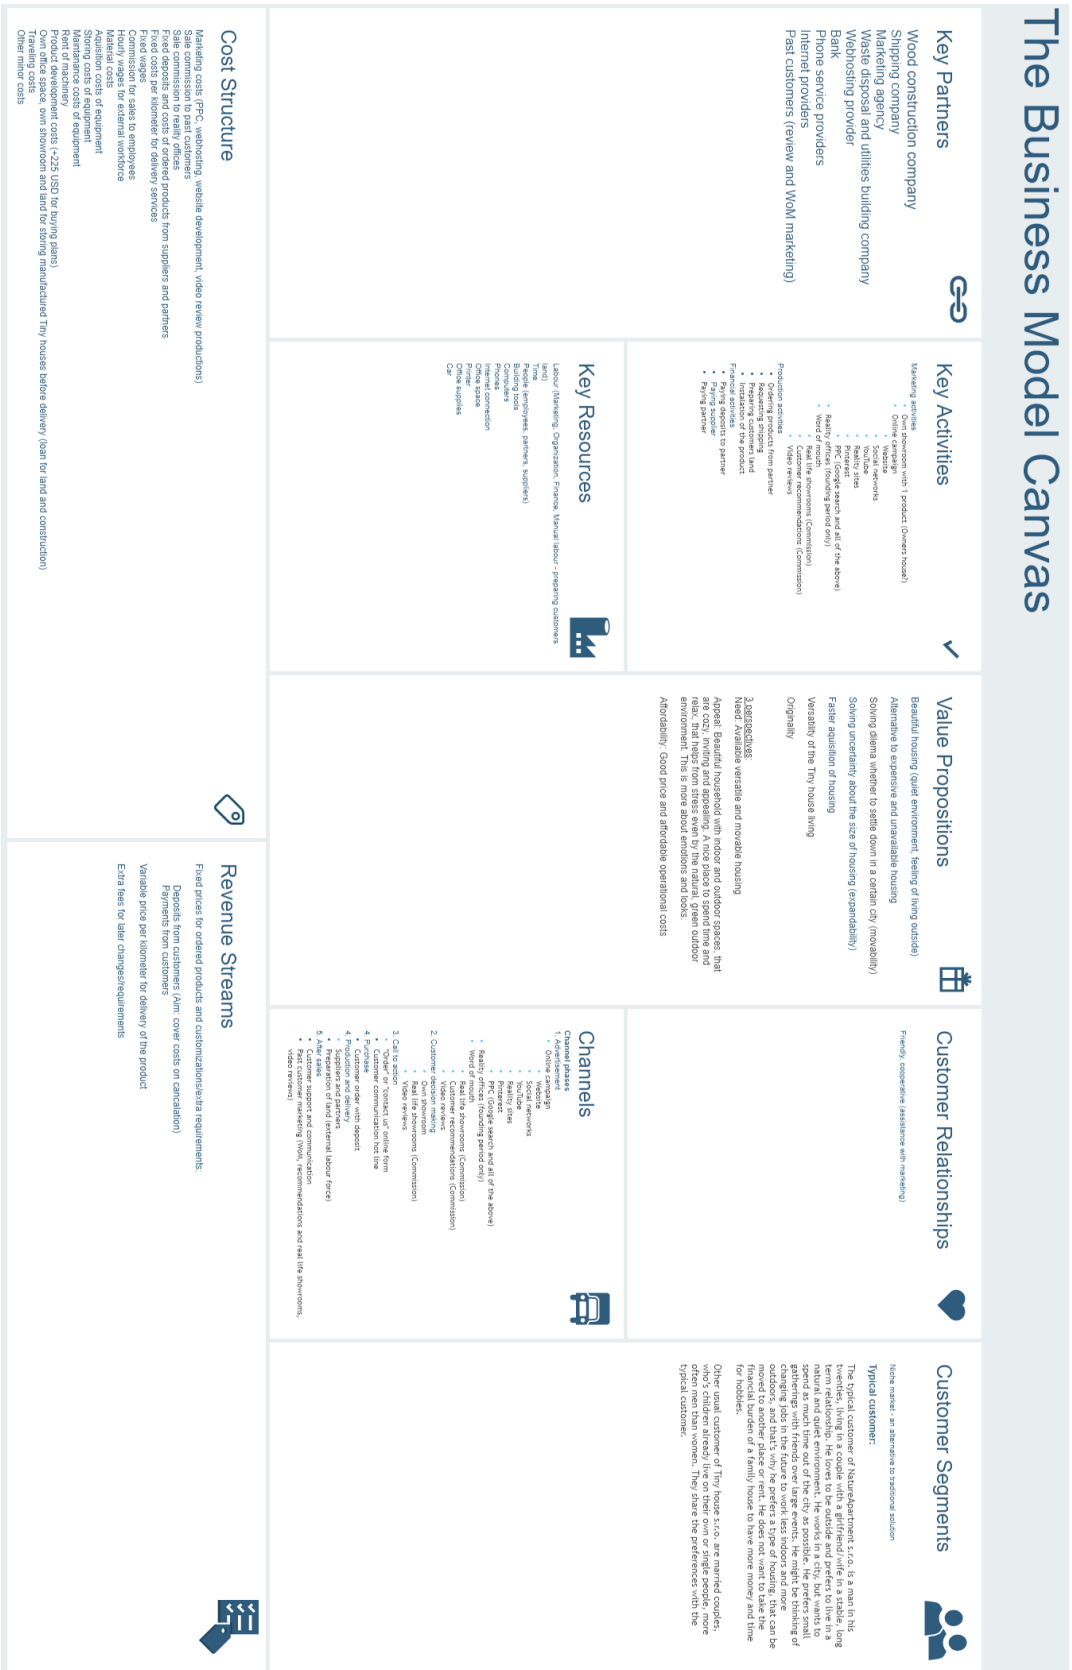 The Business Model Canvas
Key Partners
Wood construction company
Shipping company
Marketing agency
Waste disposal and utilities building company
Webhosting provider
Bank
Phone service providers
Internet providers
Past customers (review and WoM marketing)
Key Activities
Marketing activities
Own showroom with 1 product (Owners house?)
Online campaign
Website
Social networks
YouTube
Reality sites
Pinterest
PPC (Google search and all of the above)
Reality offices (founding period only)
Word of mouth
Real life showrooms (Commission)
Customer recommendations (Commission)
Video reviews
Production activities
Ordering products from partner
Requesting shipping
Preparing customers land
Instalation of the product
Financial activities
Paying deposits to partner
Paying supplier
Paying partner
Key Resources
Labour (Marketing, Organization, Finance, Manual labour - preparing customers
land)
Time
People (employees, partners, suppliers)
Building tools
Computers
Phones
Internet connection
Office space
Printer
Office supplies
Car
Value Propositions
Beautiful housing (quiet environment, feeling of living outside)
Alternative to expensive and unavailable housing
Solving dilema whether to settle down in a certain city (movability)
Solving uncertainty about the size of housing (expandability)
Faster aquisition of housing
Versatility of the Tiny house living
Originality
3 perspectives:
Need: Available versatile and movable housing
Appeal: Beautiful household with indoor and outdoor spaces, that
are cozy, inviting and appealing. A nice place to spend time and
relax, that helps from stress even by the natural, green outdoor
environment. This is more about emotions and looks.
Affordability: Good price and affordable operational costs
Customer Relationships
Friendly, cooperative (assistance with marketing)
Channels
Channel phases
1. Advertisement
Online campaign
Website
Social networks
YouTube
Reality sites
Pinterest
PPC (Google search and all of the above)
Reality offices (founding period only)
Word of mouth
Real life showrooms (Commission)
Customer recommendations (Commission)
Video reviews
2. Customer decision making
Own showroom
Real life showrooms (Commission)
Video reviews
3. Call to action
"Order" or "contact us" online form
Customer communication hot line
4. Purchase
Customer order with deposit
4. Production and delivery
Suppliers and partners
Preparation of land (external labour force)
5. After sales
Customer support and communication
Past customer marketing (WoM, recommendations and real life showrooms,
video reviews)
Customer Segments
Niche market - an alternative to traditional solution
Typical customer:
The typical customer of NatureApartment s.r.o. is a man in his
twenties, living in a couple with a girlfriend/wife in a stable, long
term relationship. He loves to be outside and prefers to live in a
natural and quiet environment. He works in a city, but wants to
spend as much time out of the city as possible. He prefers small
gatherings with friends over large events. He might be thinking of
changing jobs in the future to work less indoors and more
outdoors, and that's why he prefers a type of housing, that can be
moved to another place or rent. He does not want to take the
financial burden of a family house to have more money and time
for hobbies.
Other usual customer of Tiny house s.r.o. are married couples,
who's children already live on their own or single people, more
often men than women. They share the preferences with the
typical customer.
Cost Structure
Marketing costs (PPC, webhosting, website development, video review productions)
Sale commission to past customers
Sale commission to reality offices
Fixed deposits and costs of ordered products from suppliers and partners
Fixed costs per kilometer for delivery services
Fixed wages
Commission for sales to employees
Hourly wages for external workforce
Material costs
Aquisition costs of equipment
Storing costs of equipment
Maintanance costs of equipment
Rent of machinery
Product development costs (+225 USD for buying plans)
Own office space, own showroom and land for storing manufactured Tiny houses before delivery (loan for land and construction)
Traveling costs
Other minor costs
Revenue Streams
Fixed prices for ordered products and customizations/extra requirements:
Deposits from customers (Aim: cover costs on cancalation)
Payments from customers
Variable price per kilometer for delivery of the product
Extra fees for later changes/requirements